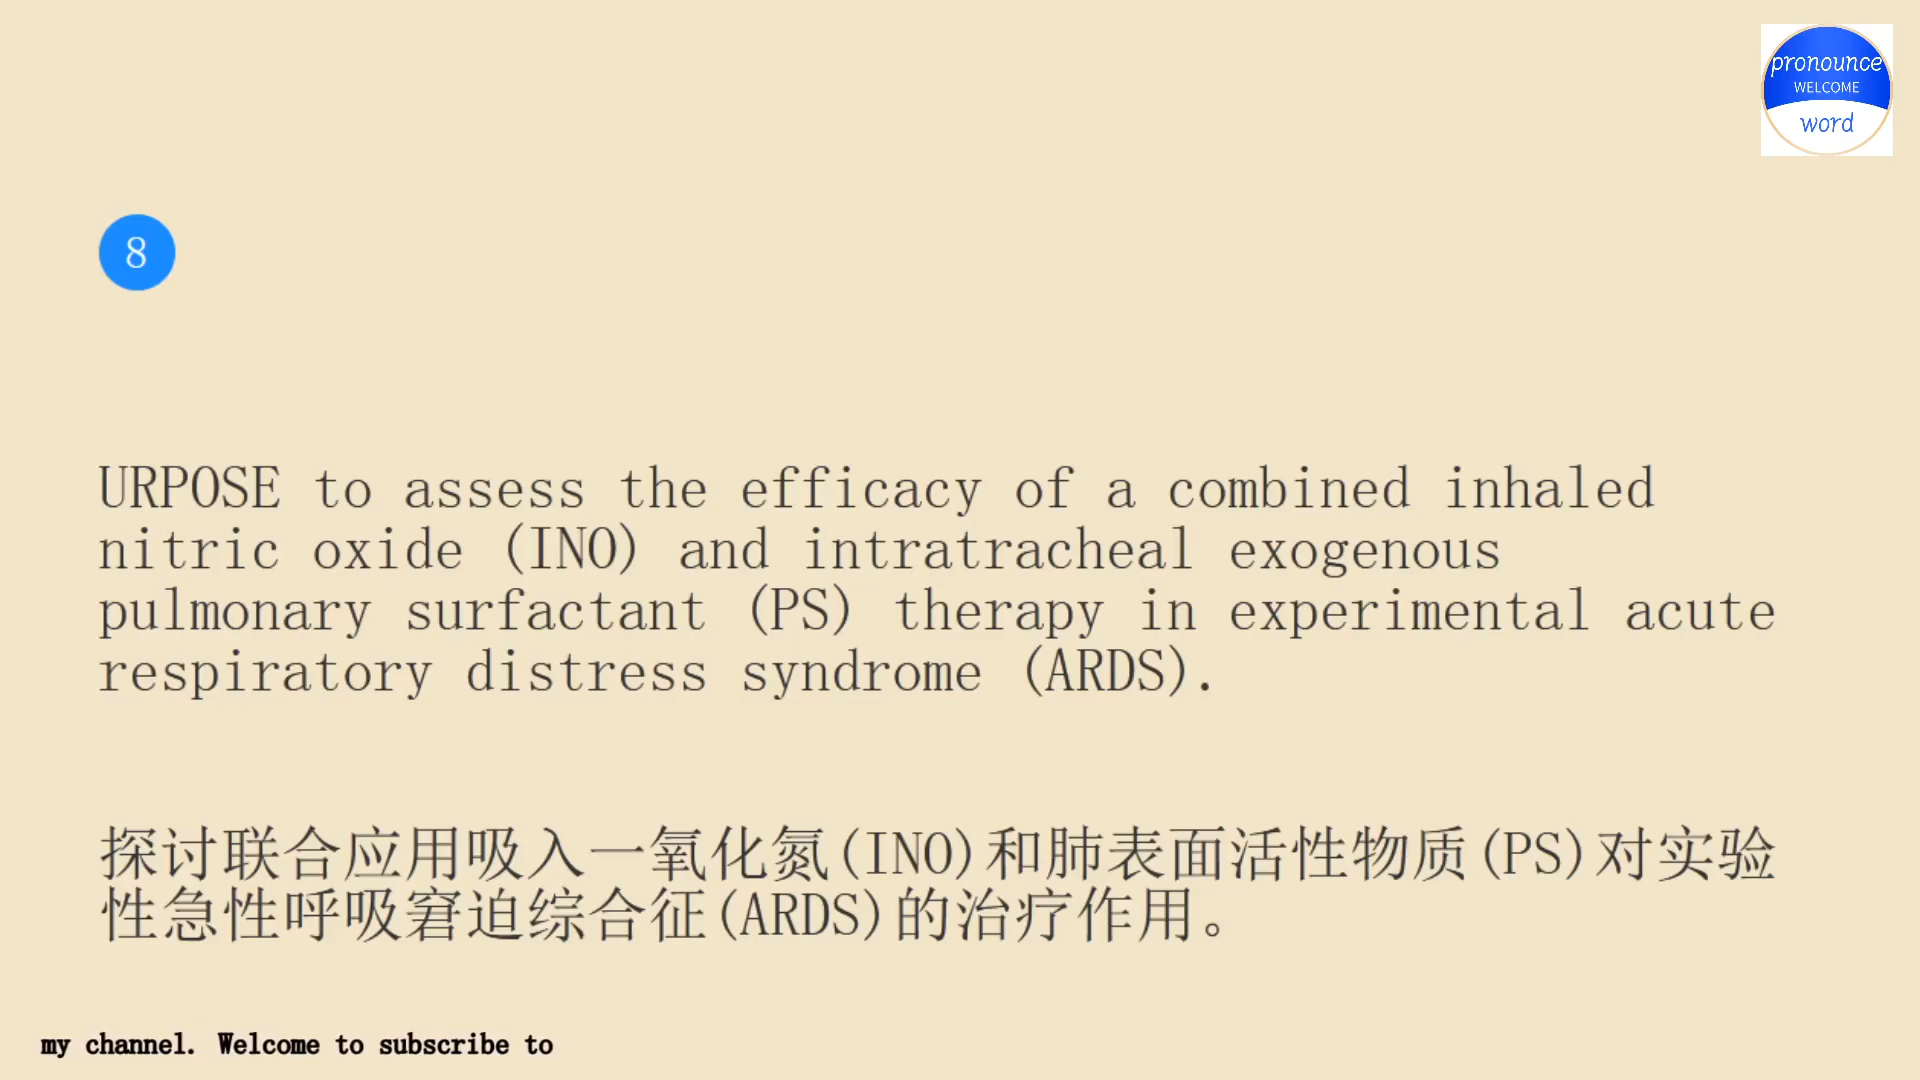 pronounce
WELCOME
word
8
URPOSE to assess the efficacy of a combined inhaled
nitric oxide (INO) and intratracheal exogenous
pulmonary surfactant (PS) therapy in experimental acute
respiratory distress syndrome (ARDS).
探讨联合应用吸入一氧化氮(INO)和肺表面活性物质(PS)对实验
性急性呼吸窘迫综合征(ARDS)的治疗作用。
my channel. Welcome to subscribe to